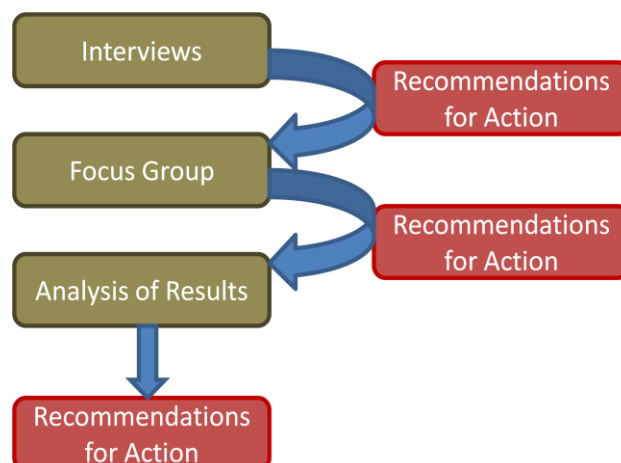 Interviews
Recommendations
for Action
Focus Group
Recommendations
for Action
Analysis of Results
Recommendations
for Action